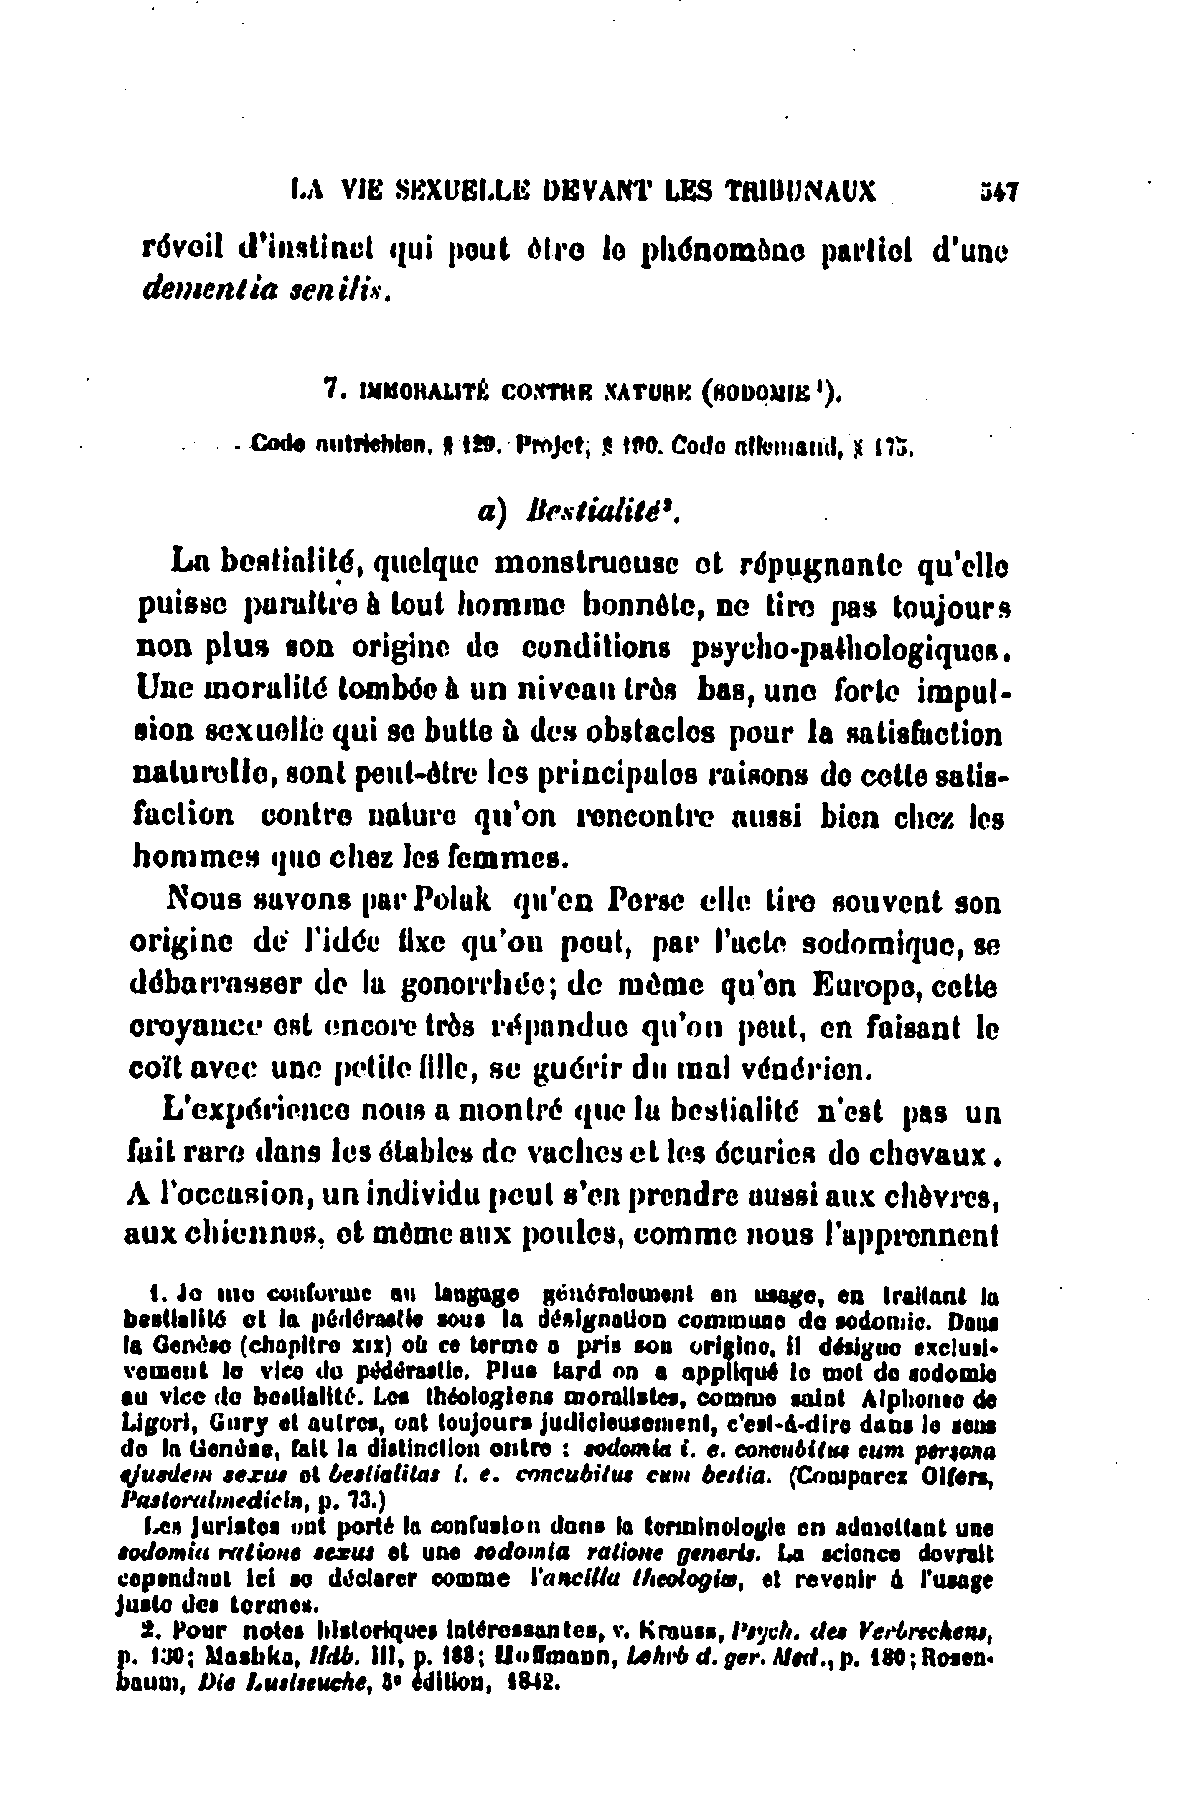 LA VIE SEXUELLE DEVANT LES TRIBUNAUX 547
réveil d'instinct qui peut être le phénomène partiel d'une
dementia senilis.
7. IMMORALITÉ CONTRE NATURE (SODOMIE 1).
Code autrichien, § 129. Projet, § 190. Code allemand, § 175.
a) Bestialité2.
La bestialité, quelque monstrueuse et répugnante qu'elle
puisse paraître à tout homme honnête, ne tire pas toujours
non plus son origine de conditions psycho-pathologiques.
Une moralité tombée à un niveau très bas, une forte impul-
sion sexuelle qui se butte à des obstacles pour la satisfaction
naturelle, sont peut-être les principales raisons de cette satis-
faction contre nature qu'on rencontre aussi bien chez les
hommes que chez les femmes.
Nous savons par Polak qu'en Perse elle tire souvent son
origine de l'idée fixe qu'on peut, par l'acte sodomique, se
débarrasser de la gonorrhée; de même qu'en Europe, cette
croyance est encore très répandue qu'on peut, en faisant le
coït avec une petite fille, se guérir du mal vénérien.
L'expérience nous a montré que la bestialité n'est pas un
fait rare dans les étables de vaches et les écuries de chevaux.
A l'occasion, un individu peut s'en prendre aussi aux chèvres,
aux chiennes, et même aux poules, comme nous l'apprennent
1. Je me conforme au langage généralement en usage, en traitant la
bestialité et la pédérastie sous la désignation commune de sodomie. Dans
la Genèse (chapitre XIX) où ce terme a pris son origine, il désigne exclusi-
vement le vice de pédérastie. Plus tard on a appliqué le mot de sodomie
au vice de bestialité. Les théologiens moralistes, comme saint Alphonse de
Ligori, Gury et autres, ont toujours judicieusement, c'est-à-dire dans le sens
de la Genèse, fait la distinction entre : sodomia i. e. concubitus cum persona
ejusdem sexus et bestialitas i. e. concubitus cum bestia. (Comparez Olfers,
Pastoralmedicin, p. 73.)
Les juristes ont porté la confusion dans la terminologie en admettant une
sodomia ratione sexus et une sodomia ratione generis. La science devrait
cependant ici se déclarer comme l'ancilla theologiæ, et revenir à l'usage
juste des termes.
2. Pour notes historiques intéressantes, v. Krauss, Psych. des Verbrechens,
p. 130; Mashka, Hdb. III, p. 188; Hoffmann, Lehrb d. ger. Med., p. 180; Rosen-
baum, Die Lustseuche, 3e édition, 1842.